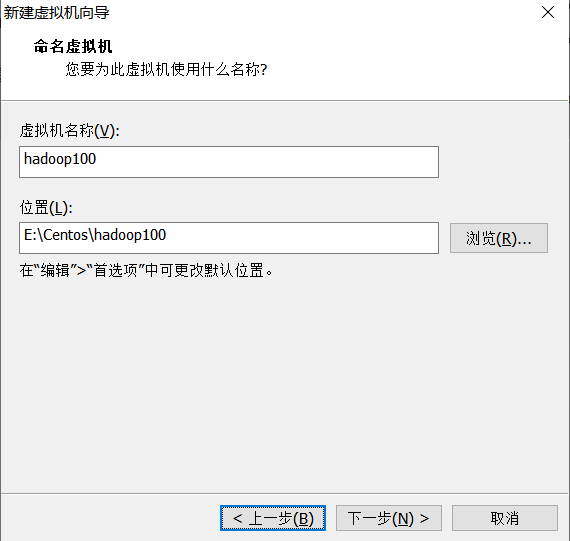 新建虚拟机向导
命名虚拟机
您要为此虚拟机使用什么名称?
虚拟机名称(V):
hadoop100
位置(L):
E:\Centos\hadoop100
浏览(R)...
在“编辑”>“首选项”中可更改默认位置。
< 上一步(B)
下一步(N) >
取消